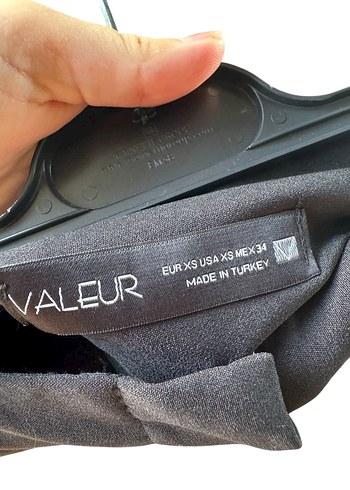 VALEUR
EUR XS USA XS MEX 34
MADE IN TURKEY